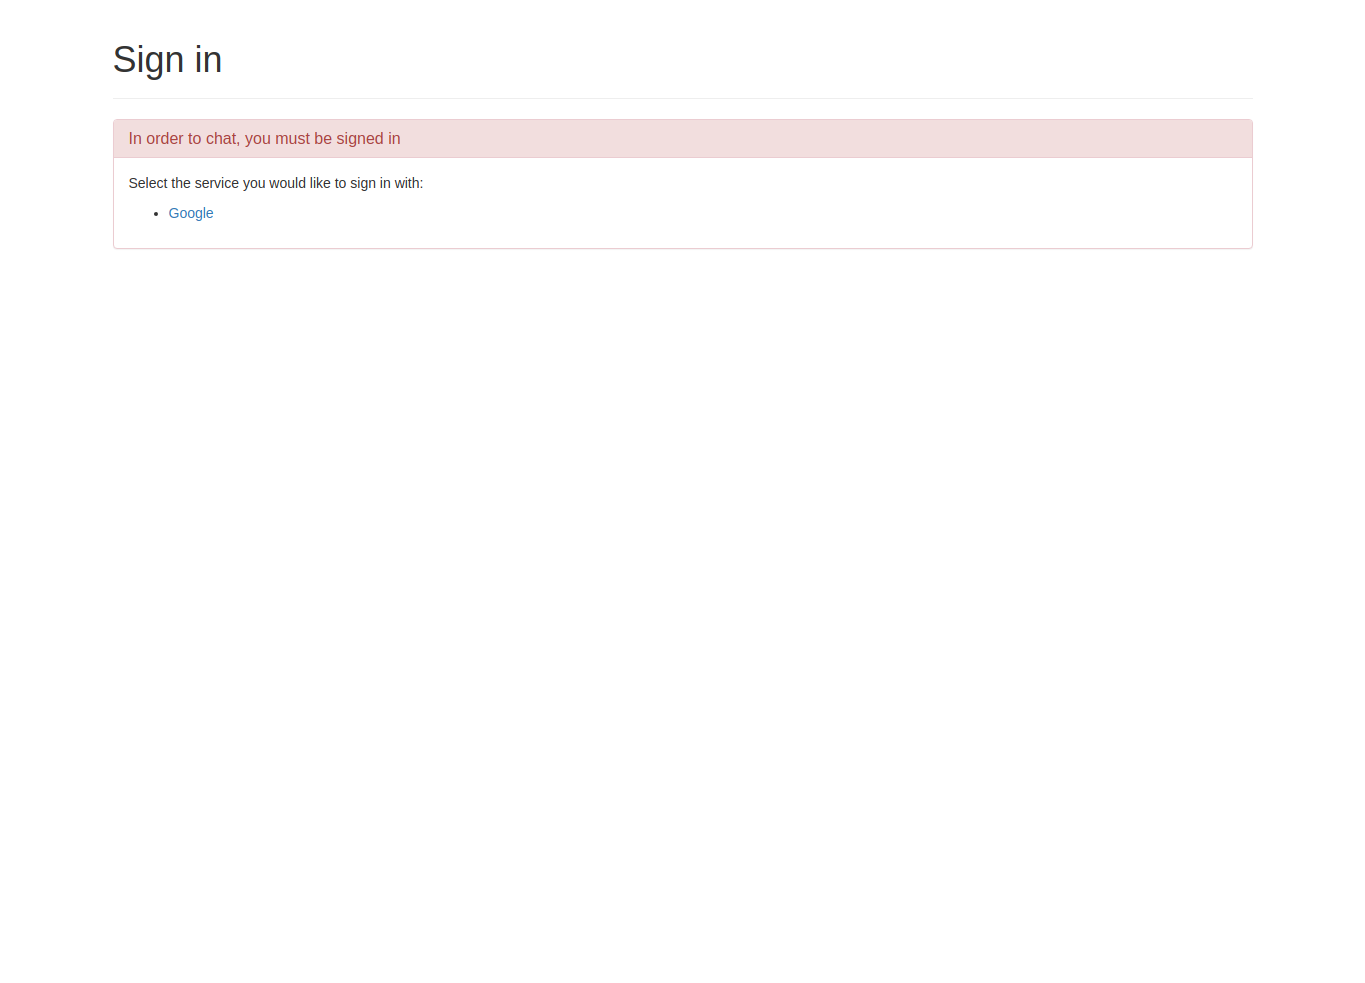 Sign in
In order to chat, you must be signed in
Select the service you would like to sign in with:
Google